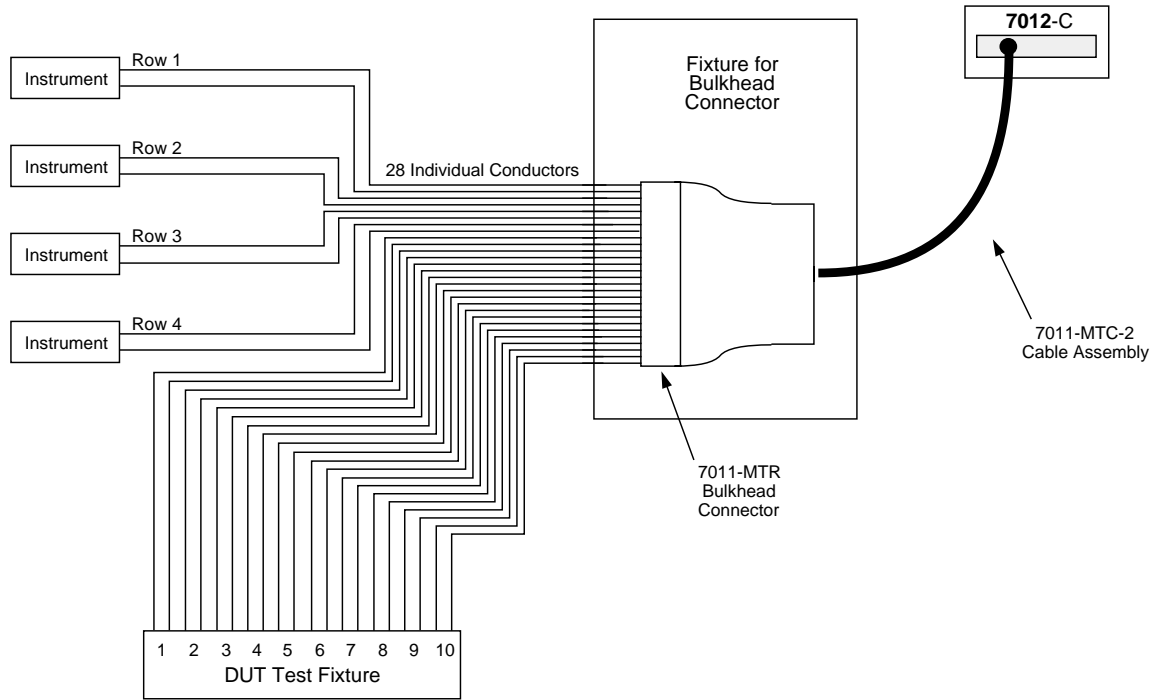 7012-C
Fixture for
Bulkhead
Connector
Instrument
Row 1
Instrument
Row 2
28 Individual Conductors
Instrument
Row 3
Instrument
Row 4
7011-MTC-2
Cable Assembly
7011-MTR
Bulkhead
Connector
1 2 3 4 5 6 7 8 9 10
DUT Test Fixture